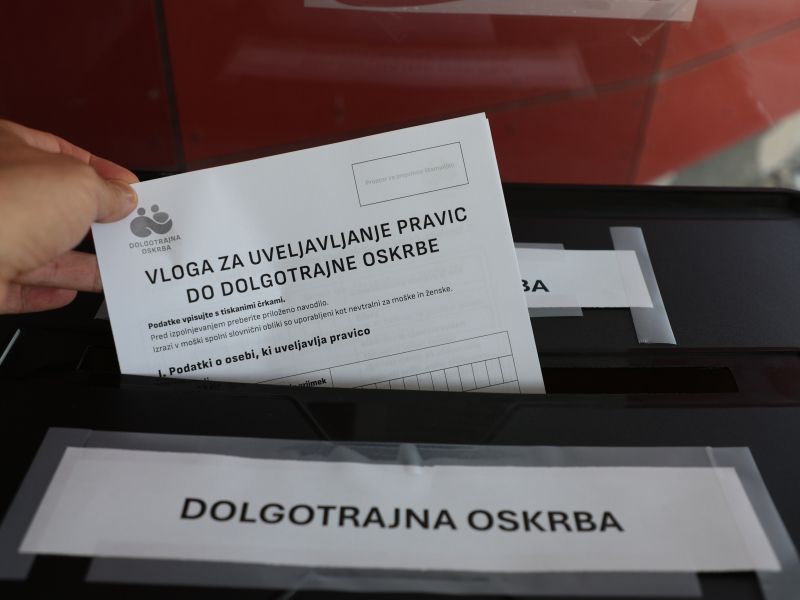 Prostor za prejemno štampiljko
DOLGOTRAJNA
OSKRBA
VLOGA ZA UVELJAVLJANJE PRAVIC
DO DOLGOTRAJNE OSKRBE
Podatke vpisujte s tiskanimi črkami.
Pred izpolnjevanjem preberite priloženo navodilo.
Izrazi v moški spolni slovnični obliki so uporabljeni kot nevtralni za moške in ženske.
I. Podatki o osebi, ki uveljavlja pravico
BA
DOLGOTRAJNA OSKRBA